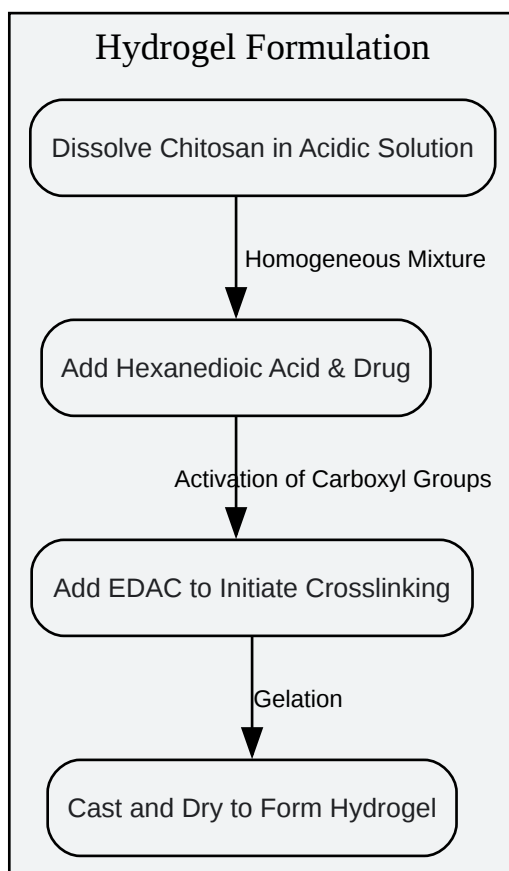 Hydrogel Formulation
Dissolve Chitosan in Acidic Solution
Homogeneous Mixture
Add Hexanedioic Acid & Drug
Activation of Carboxyl Groups
Add EDAC to Initiate Crosslinking
Gelation
Cast and Dry to Form Hydrogel